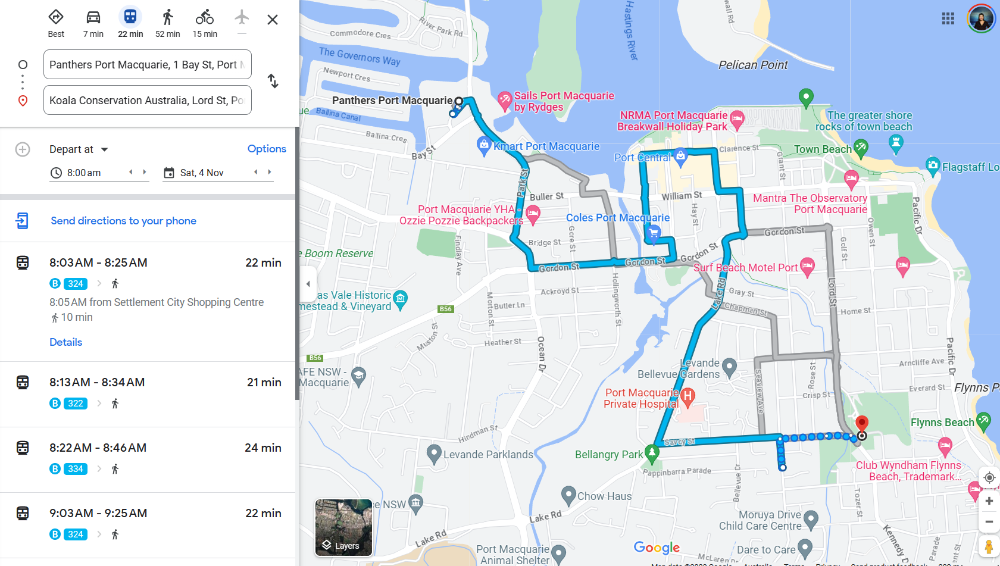 Best
7 min
22 min
52 min
15 min
Panthers Port Macquarie, 1 Bay St, Port
Koala Conservation Australia, Lord St, Po
Depart at
Options
8:00 am
Sat, 4 Nov
Send directions to your phone
8:03 AM – 8:25 AM
22 min
B 324
8:05 AM from Settlement City Shopping Centre
10 min
Details
8:13 AM – 8:34 AM
21 min
B 322
8:22 AM – 8:46 AM
24 min
B 334
9:03 AM – 9:25 AM
22 min
B 324
River Park Rd
Commodore Cres
The Governors Way
Newport Cres
Hastings River
wall Rd
Pelican Point
Panthers Port Macquarie
Sails Port Macquarie
by Rydges
ue
Ballina Canal
Ballina Cres
Bay St
NRMA Port Macquarie
Breakwall Holiday Park
The greater shore
rocks of town beach
Kmart Port Macquarie
Port Central
Clarence St
Grant St
Town Beach
Flagstaff Lo
Park St
Buller St
William St
Hay St
Mantra The Observatory
Port Macquarie
Pacific Dr
Port Macquarie YHA -
Ozzie Pozzie Backpackers
Coles Port Macquarie
Gore St
Owen St
Golf St
Findlay Ave
Bridge St
Gordon St
Gordon St
Gordon St
Gordon St
e Boom Reserve
Surf Beach Motel Port
Lake Rd
Lord St
Ackroyd St
Gray St
Hollingworth St
as Vale Historic
mestead & Vineyard
B56
Morton St
Butler Ln
Chapman St
Home St
Muston St
Heather St
Ocean Dr
Pacific Dr
B56
AFE NSW -
Macquarie
Levande
Bellevue Gardens
Rose St
Arncliffe Ave
Seaview Ave
Port Macquarie
Private Hospital
Crisp St
Everard St
Flynns P
Hindman St
Flynns Beach
Savoy St
Levande Parklands
Bellangry Park
Pappinbarra Parade
Bellevue Dr
Club Wyndham Flynns
Beach, Trademark...
Chow Haus
Tozer St
ce NSW
Lake Rd
Moruya Drive
Child Care Centre
Lake Rd
Kennedy D
Parade
Layers
Port Macquarie
Animal Shelter
Google
Dare to Care
McLaren Dr